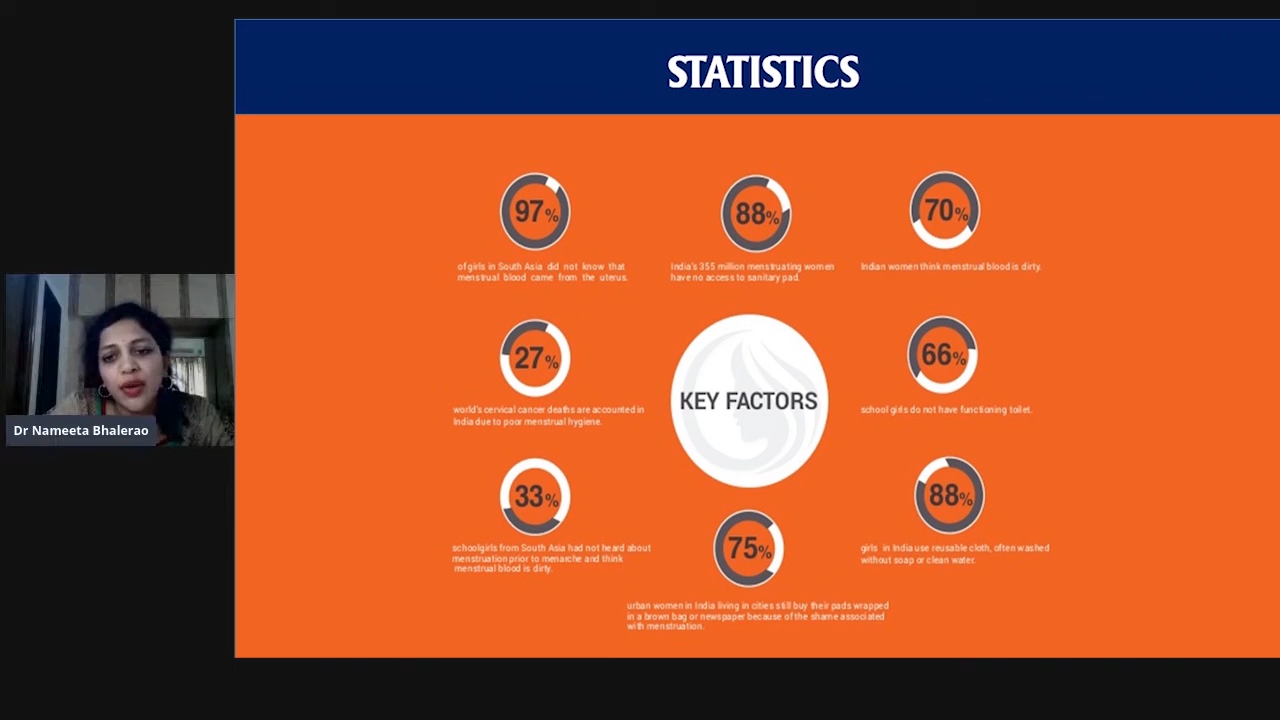 STATISTICS
97%
of girls in South Asia did not know that
menstrual blood came from the uterus.
88%
India's 355 million menstruating women
have no access to sanitary pad.
70%
Indian women think menstrual blood is dirty.
27%
world's cervical cancer deaths are accounted in
India due to poor menstrual hygiene.
KEY FACTORS
66%
school girls do not have functioning toilet.
33%
schoolgirls from South Asia had not heard about
menstruation prior to menarche and think
menstrual blood is dirty.
75%
urban women in India living in cities still buy their pads wrapped
in a brown bag or newspaper because of the shame associated
with menstruation.
88%
girls in India use reusable cloth, often washed
without soap or clean water.
Dr Nameeta Bhalerao